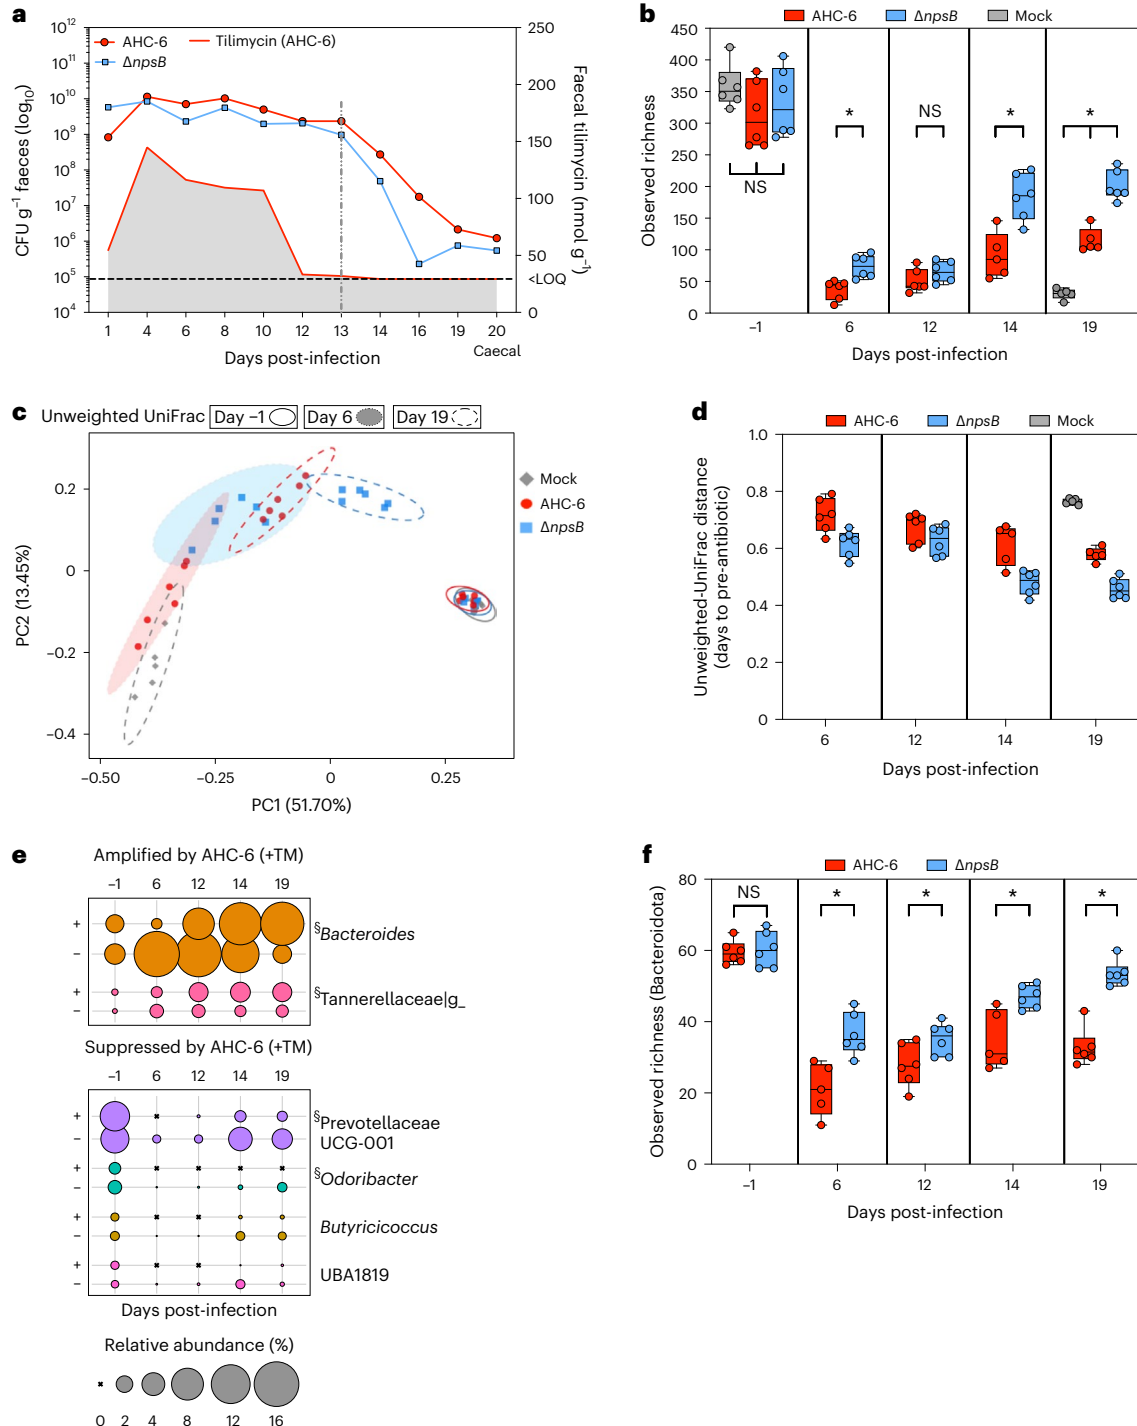 a
10¹²
10¹¹
10¹⁰
10⁹
10⁸
10⁷
10⁶
10⁵
10⁴
CFU g⁻¹ faeces (log₁₀)
AHC-6
ΔnpsB
Tilimycin (AHC-6)
250
200
150
100
50
<LOQ
0
Faecal tilimycin (nmol g⁻¹)
1 4 6 8 10 12 13 14 16 19 20
Caecal
Days post-infection
b
AHC-6 ΔnpsB Mock
450
400
350
300
250
200
150
100
50
0
Observed richness
NS
*
NS
*
*
–1 6 12 14 19
Days post-infection
c
Unweighted UniFrac Day –1 Day 6 Day 19
0.2
0
–0.2
–0.4
PC2 (13.45%)
–0.50 –0.25 0 0.25
PC1 (51.70%)
Mock
AHC-6
ΔnpsB
d
AHC-6 ΔnpsB Mock
1.0
0.8
0.6
0.4
0.2
0
Unweighted-UniFrac distance
(days to pre-antibiotic)
6 12 14 19
Days post-infection
e
Amplified by AHC-6 (+TM)
–1 6 12 14 19
+
–
§Bacteroides
+
–
§Tannerellaceae|g_
Suppressed by AHC-6 (+TM)
–1 6 12 14 19
+
–
§Prevotellaceae
UCG-001
+
–
§Odoribacter
+
–
Butyricicoccus
+
–
UBA1819
Days post-infection
Relative abundance (%)
0 2 4 8 12 16
f
AHC-6 ΔnpsB
80
60
40
20
0
Observed richness (Bacteroidota)
NS
*
*
*
*
–1 6 12 14 19
Days post-infection